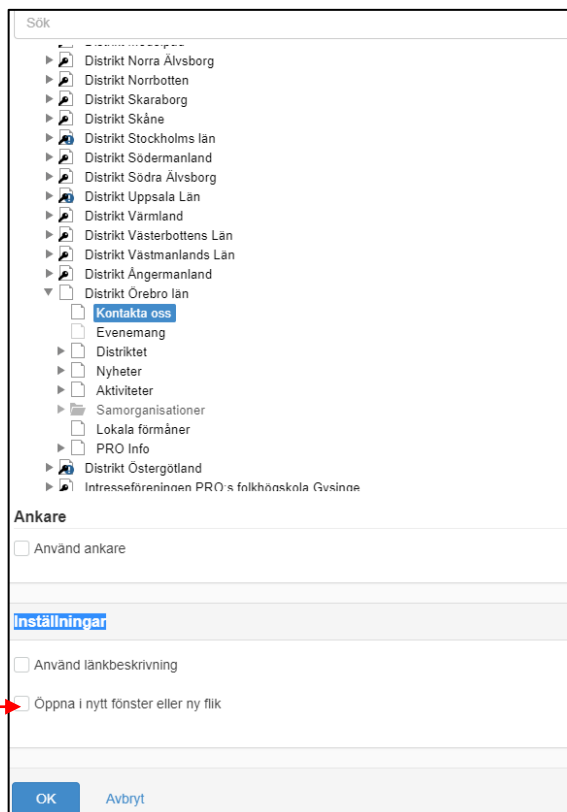 Sök
Distrikt Medelpad
Distrikt Norra Älvsborg
Distrikt Norrbotten
Distrikt Skaraborg
Distrikt Skåne
Distrikt Stockholms län
Distrikt Södermanland
Distrikt Södra Älvsborg
Distrikt Uppsala Län
Distrikt Värmland
Distrikt Västerbottens Län
Distrikt Västmanlands Län
Distrikt Ångermanland
Distrikt Örebro län
Kontakta oss
Evenemang
Distriktet
Nyheter
Aktiviteter
Samorganisationer
Lokala förmåner
PRO Info
Distrikt Östergötland
Intresseföreningen PRO:s folkhögskola Gysinge
Ankare
Använd ankare
Inställningar
Använd länkbeskrivning
Öppna i nytt fönster eller ny flik
OK Avbryt